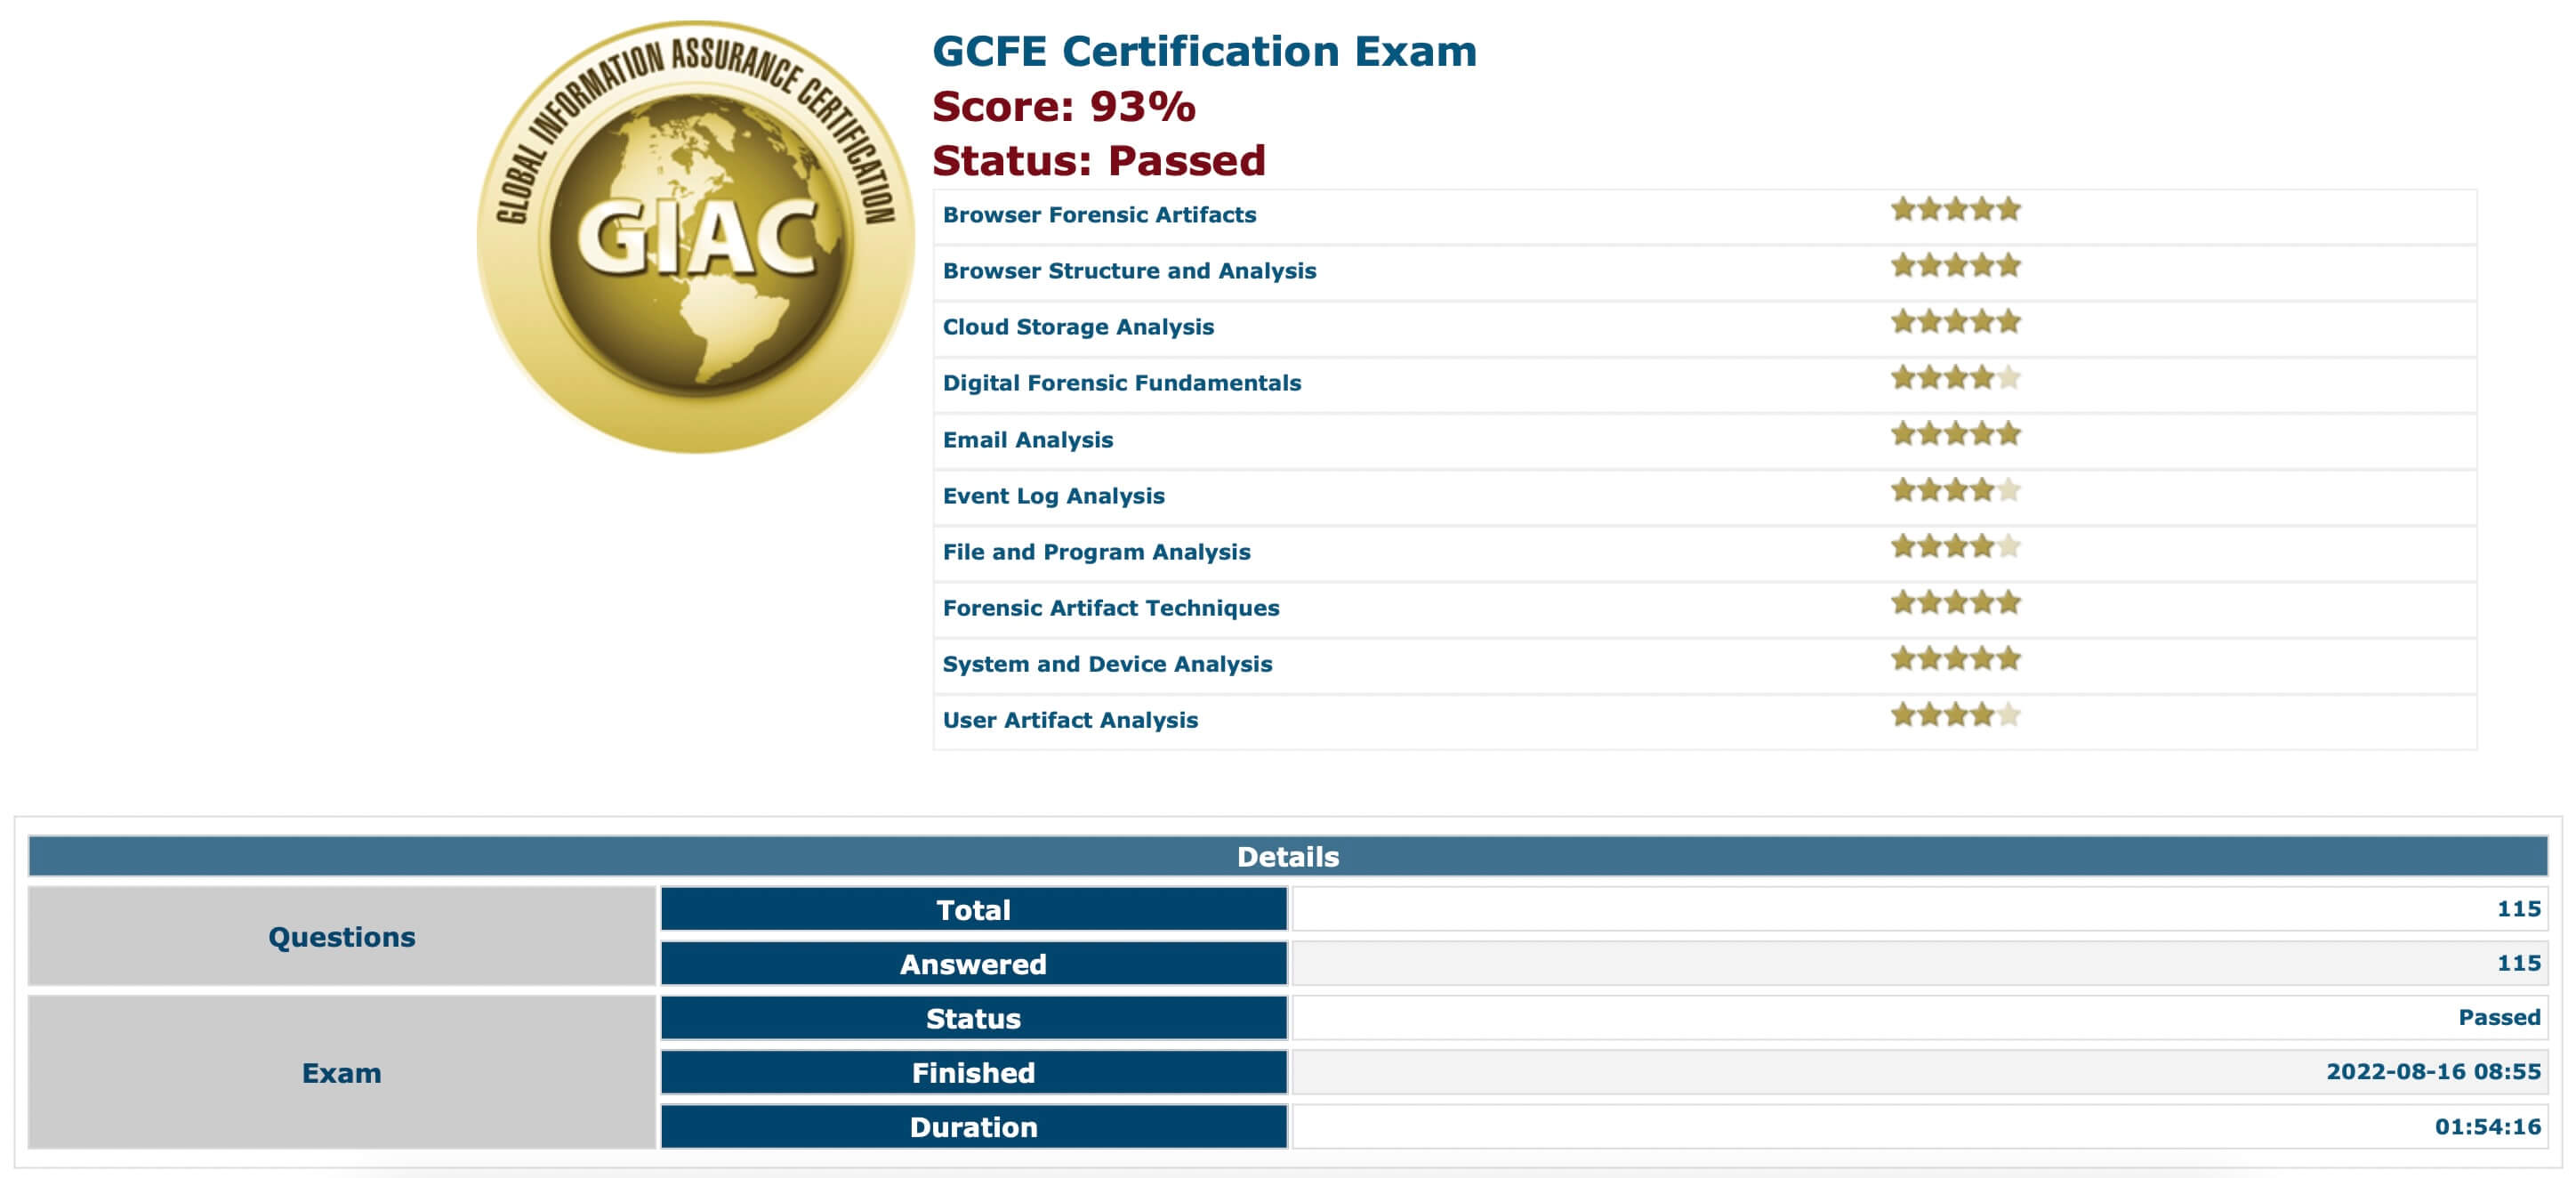 GLOBAL INFORMATION ASSURANCE CERTIFICATION
GIAC
GCFE Certification Exam
Score: 93%
Status: Passed
Browser Forensic Artifacts
Browser Structure and Analysis
Cloud Storage Analysis
Digital Forensic Fundamentals
Email Analysis
Event Log Analysis
File and Program Analysis
Forensic Artifact Techniques
System and Device Analysis
User Artifact Analysis
Details
Questions
Total 115
Answered 115
Exam
Status Passed
Finished 2022-08-16 08:55
Duration 01:54:16